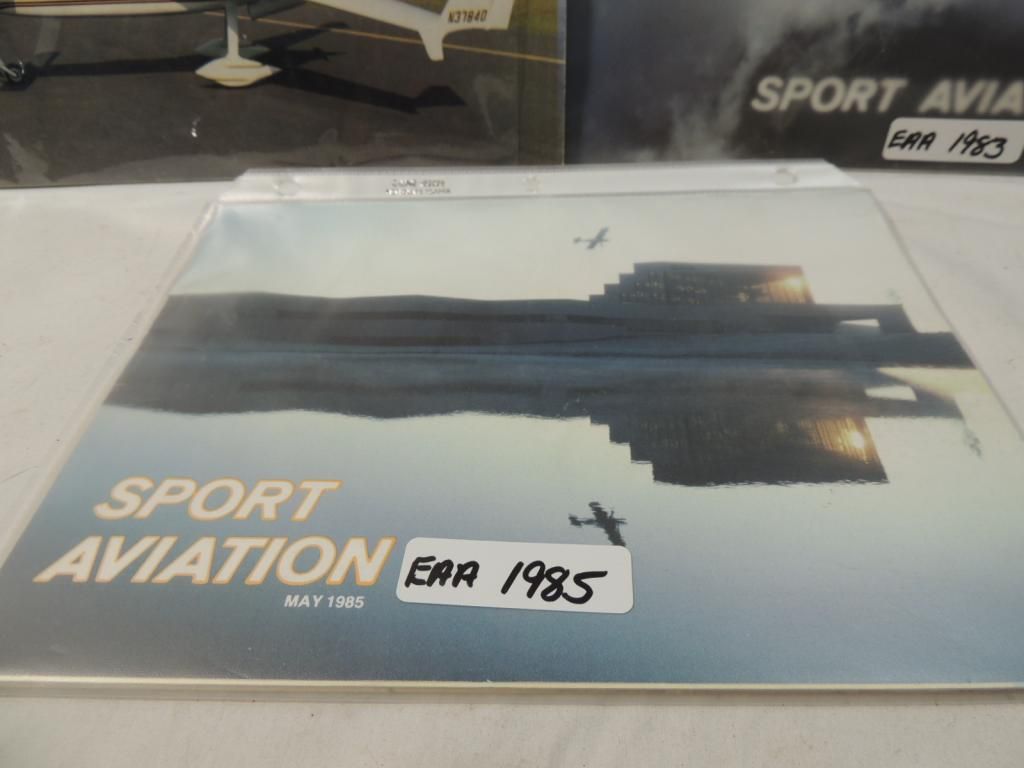 N37840
SPORT AVIA
EAA 1983
SPORT
AVIATION
MAY 1985
EAA 1985